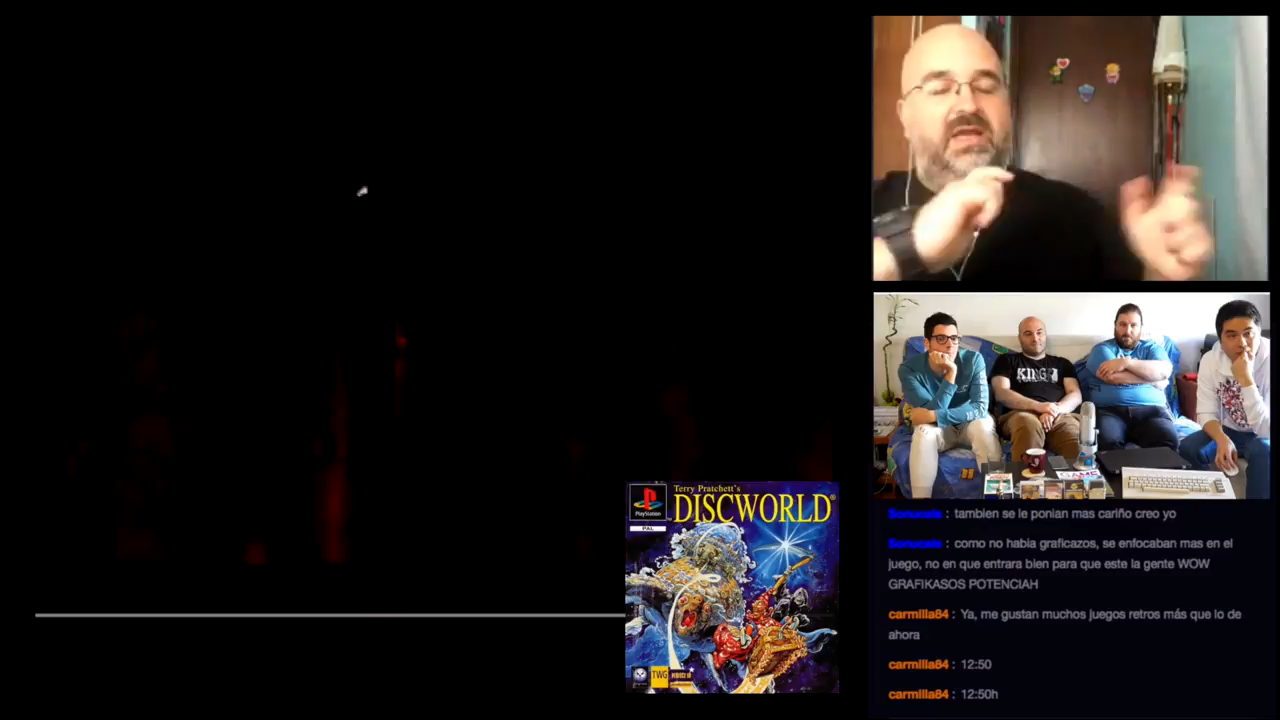 Terry Pratchett's
DISCWORLD®
PlayStation
PAL
TWG
KING
GAME
: tambien se le ponian mas cariño creo yo
: como no habia graficazos, se enfocaban mas en el
juego, no en que entrara bien para que este la gente WOW
GRAFIKASOS POTENCIAH
carmilla84 : Ya, me gustan muchos juegos retros más que lo de
ahora
carmilla84 : 12:50
carmilla84 : 12:50h